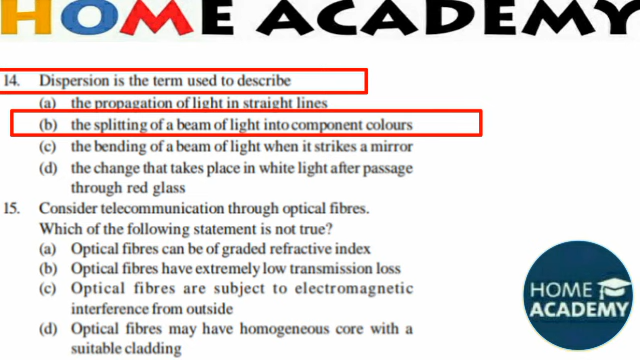 HOME ACADEMY
14. Dispersion is the term used to describe
(a) the propagation of light in straight lines
(b) the splitting of a beam of light into component colours
(c) the bending of a beam of light when it strikes a mirror
(d) the change that takes place in white light after passage
through red glass
15. Consider telecommunication through optical fibres.
Which of the following statement is not true?
(a) Optical fibres can be of graded refractive index
(b) Optical fibres have extremely low transmission loss
(c) Optical fibres are subject to electromagnetic
interference from outside
(d) Optical fibres may have homogeneous core with a
suitable cladding
HOME
ACADEMY